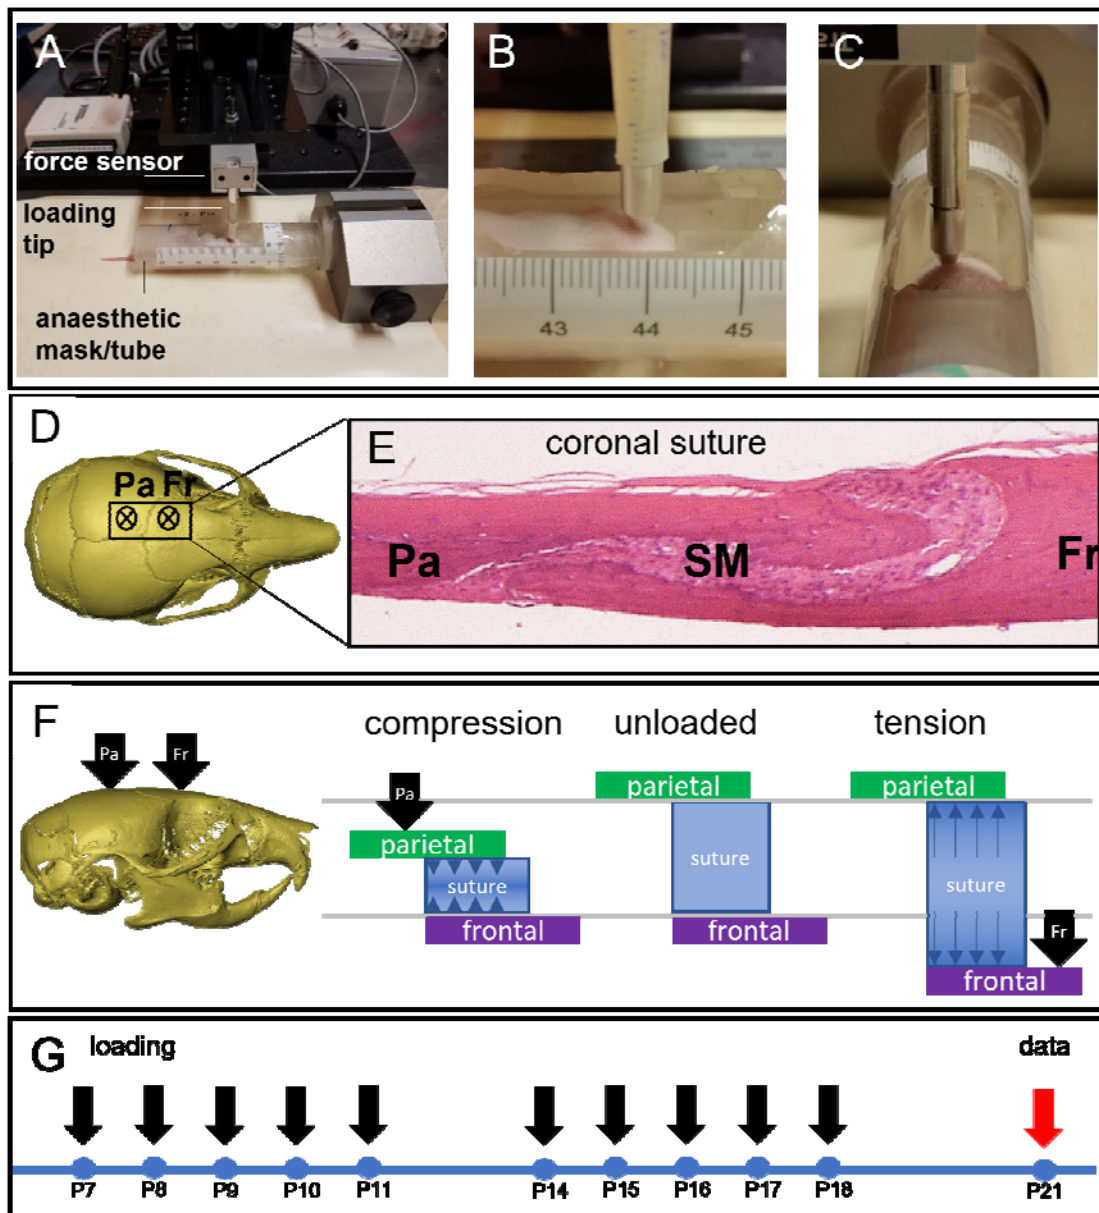 A
force sensor
loading
tip
anaesthetic
mask/tube
B
43 44 45
C
D
Pa Fr
E
coronal suture
Pa SM Fr
F
Pa Fr
compression unloaded tension
Pa
parietal
suture
frontal
parietal
suture
frontal
parietal
suture
Fr
frontal
G
loading data
P7 P8 P9 P10 P11 P14 P15 P16 P17 P18 P21